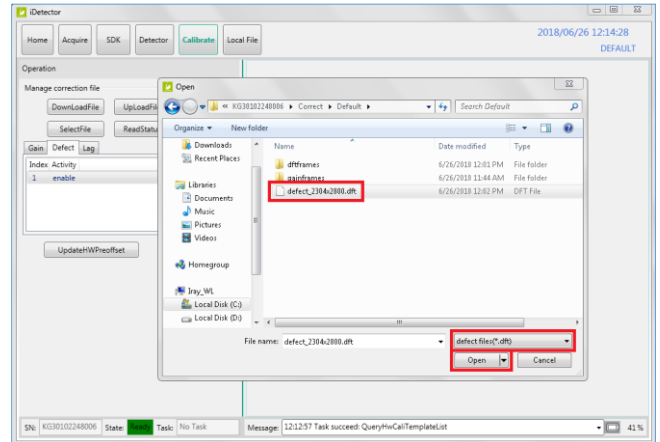 iDetector
Home Acquire SDK Detector Calibrate Local File
2018/06/26 12:14:28
DEFAULT
Operation
Manage correction file
DownLoadFile UpLoadFil
SelectFile ReadStatu
Gain Defect Lag
Index Activity
1 enable
UpdateHWPreoffset
Open
« KG30102248006 ▸ Correct ▸ Default ▸
Search Default
Organize ▾ New folder
Downloads
Recent Places
Libraries
Documents
Music
Pictures
Videos
Homegroup
Iray_WL
Local Disk (C:)
Local Disk (D:)
Name Date modified Type
dftframes 6/26/2018 12:01 PM File folder
gainframes 6/26/2018 11:44 AM File folder
defect_2304x2800.dft 6/26/2018 12:02 PM DFT File
File name: defect_2304x2800.dft defect files(*.dft)
Open Cancel
SN: KG30102248006 State: Ready Task: No Task Message: 12:12:57 Task succeed: QueryHwCaliTemplateList 41%